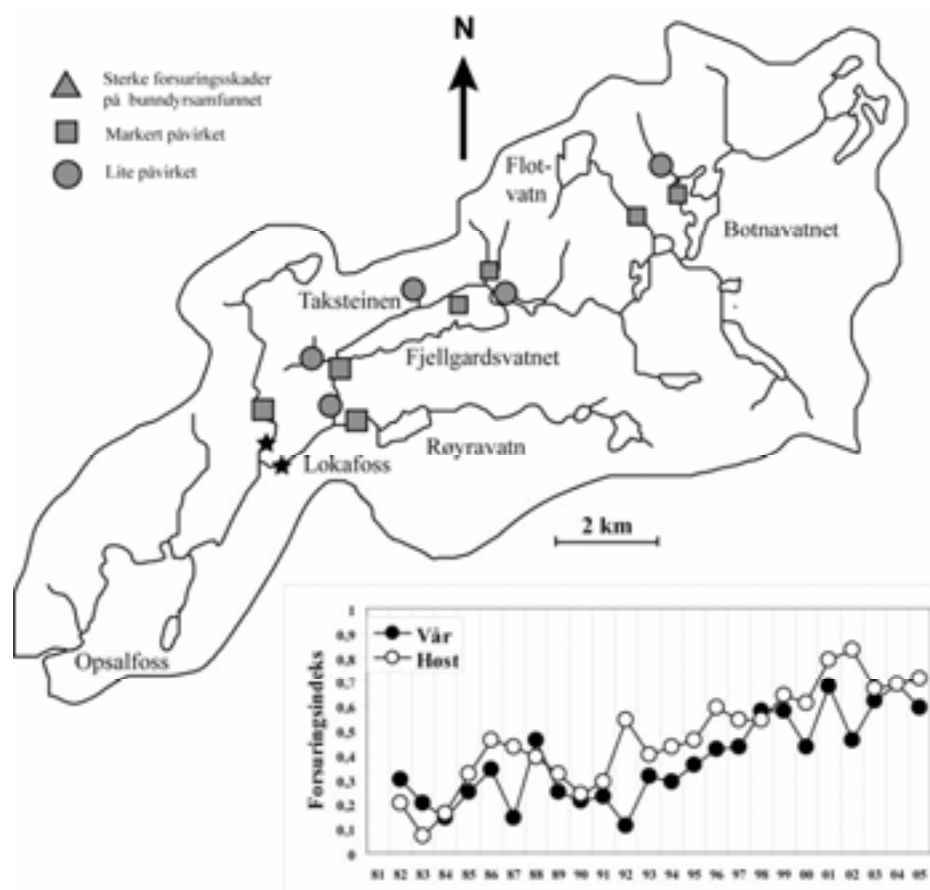 N
Sterke forsuringsskader
på bunndyrsamfunnet
Markert påvirket
Lite påvirket
Flot-
vatn
Botnavatnet
Taksteinen
Fjellgardsvatnet
Røyravatn
Lokafoss
2 km
Opsalfoss
Vår
Høst
Forsuringsindeks
1
0,9
0,8
0,7
0,6
0,5
0,4
0,3
0,2
0,1
0
81 82 83 84 85 86 87 88 89 90 91 92 93 94 95 96 97 98 99 00 01 02 03 04 05